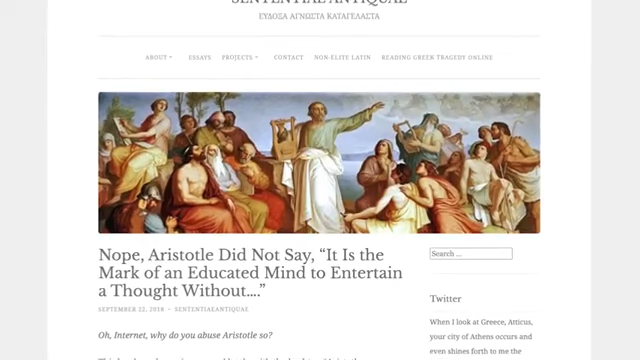 SENTENTIAE ANTIQUAE
ΕΥΔΟΞΑ ΑΓΝΩΣΤΑ ΚΑΤΑΓΕΛΑΣΤΑ
ABOUT ESSAYS PROJECTS CONTACT NON-ELITE LATIN READING GREEK TRAGEDY ONLINE
Nope, Aristotle Did Not Say, “It Is the
Mark of an Educated Mind to Entertain
a Thought Without….”
SEPTEMBER 22, 2018 ~ SENTENTIAEANTIQUAE
Oh, Internet, why do you abuse Aristotle so?
Search …
Twitter
When I look at Greece, Atticus,
your city of Athens occurs and
even shines forth to me the